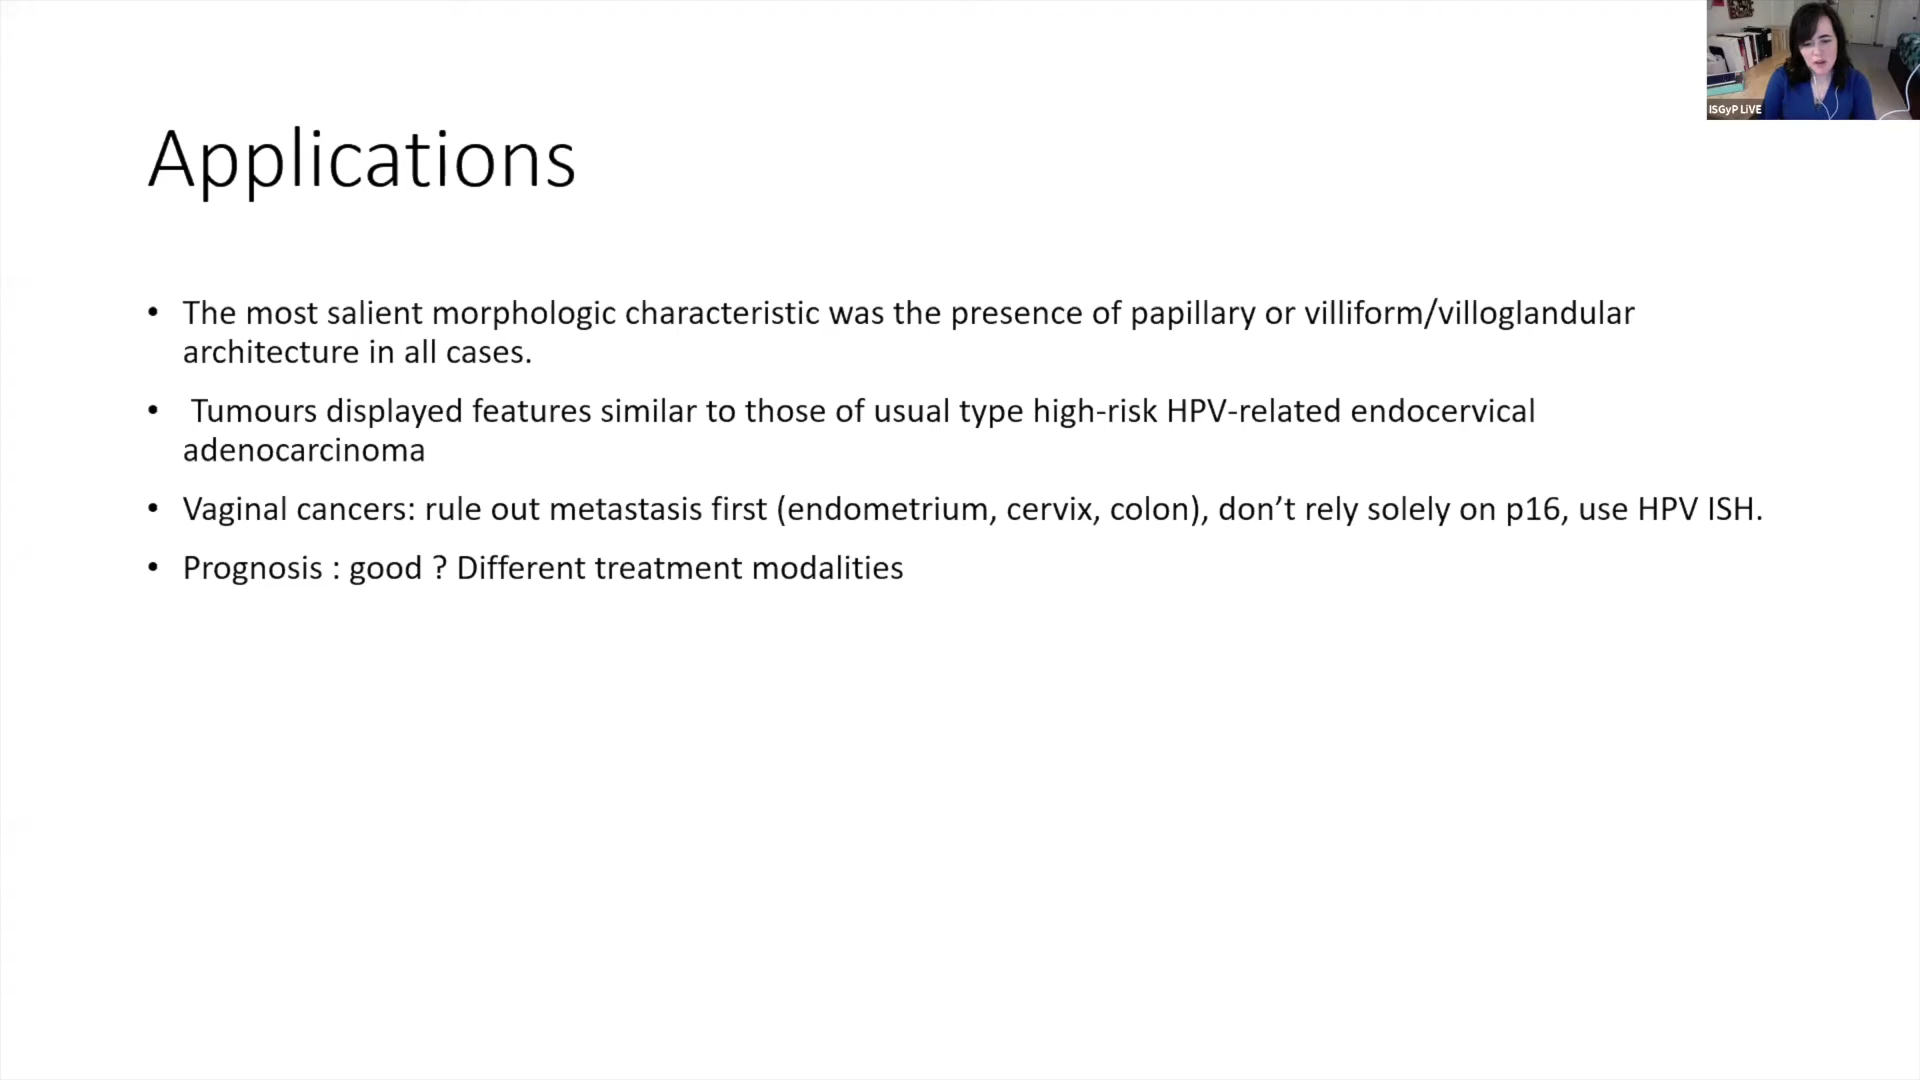 ISGyP LiVE
Applications
• The most salient morphologic characteristic was the presence of papillary or villiform/villoglandular
architecture in all cases.
• Tumours displayed features similar to those of usual type high-risk HPV-related endocervical
adenocarcinoma
• Vaginal cancers: rule out metastasis first (endometrium, cervix, colon), don’t rely solely on p16, use HPV ISH.
• Prognosis : good ? Different treatment modalities